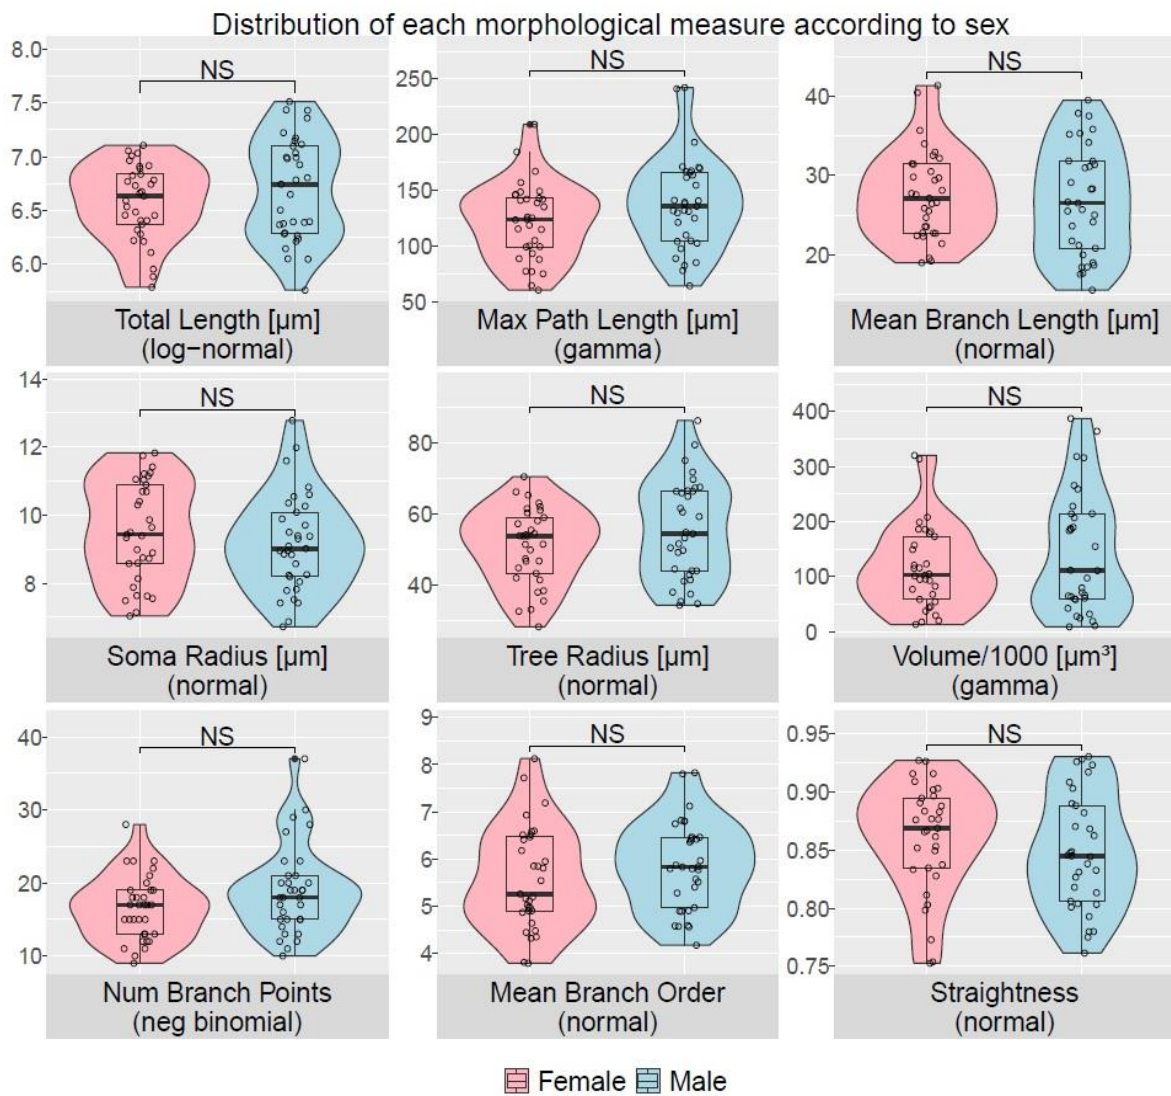 Distribution of each morphological measure according to sex
8.0
7.5
7.0
6.5
6.0
NS
Total Length [µm]
(log−normal)
250
200
150
100
50
NS
Max Path Length [µm]
(gamma)
40
30
20
NS
Mean Branch Length [µm]
(normal)
14
12
10
8
NS
Soma Radius [µm]
(normal)
80
60
40
NS
Tree Radius [µm]
(normal)
400
300
200
100
0
NS
Volume/1000 [µm³]
(gamma)
40
30
20
10
NS
Num Branch Points
(neg binomial)
9
8
7
6
5
4
NS
Mean Branch Order
(normal)
0.95
0.90
0.85
0.80
0.75
NS
Straightness
(normal)
Female Male